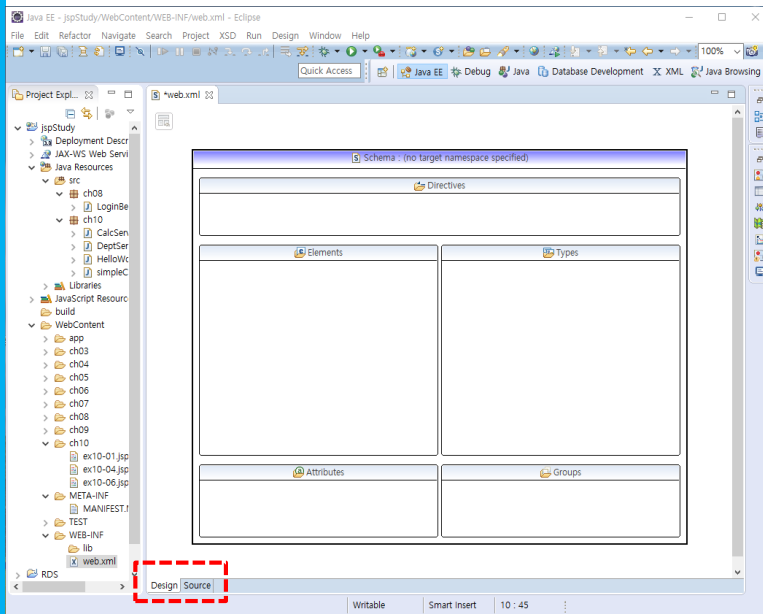 Java EE - jspStudy/WebContent/WEB-INF/web.xml - Eclipse
File Edit Refactor Navigate Search Project XSD Run Design Window Help
100%
Quick Access Java EE Debug Java Database Development XML Java Browsing
Project Expl...
*web.xml
jspStudy
Deployment Descr
JAX-WS Web Servi
Java Resources
src
ch08
LoginBe
ch10
CalcServ
DeptSer
HelloWo
simpleC
Libraries
JavaScript Resourc
build
WebContent
app
ch03
ch04
ch05
ch06
ch07
ch08
ch09
ch10
ex10-01.jsp
ex10-04.jsp
ex10-06.jsp
META-INF
MANIFEST.
TEST
WEB-INF
lib
web.xml
RDS
Schema : (no target namespace specified)
Directives
Elements
Types
Attributes
Groups
Design Source
Writable Smart Insert 10 : 45